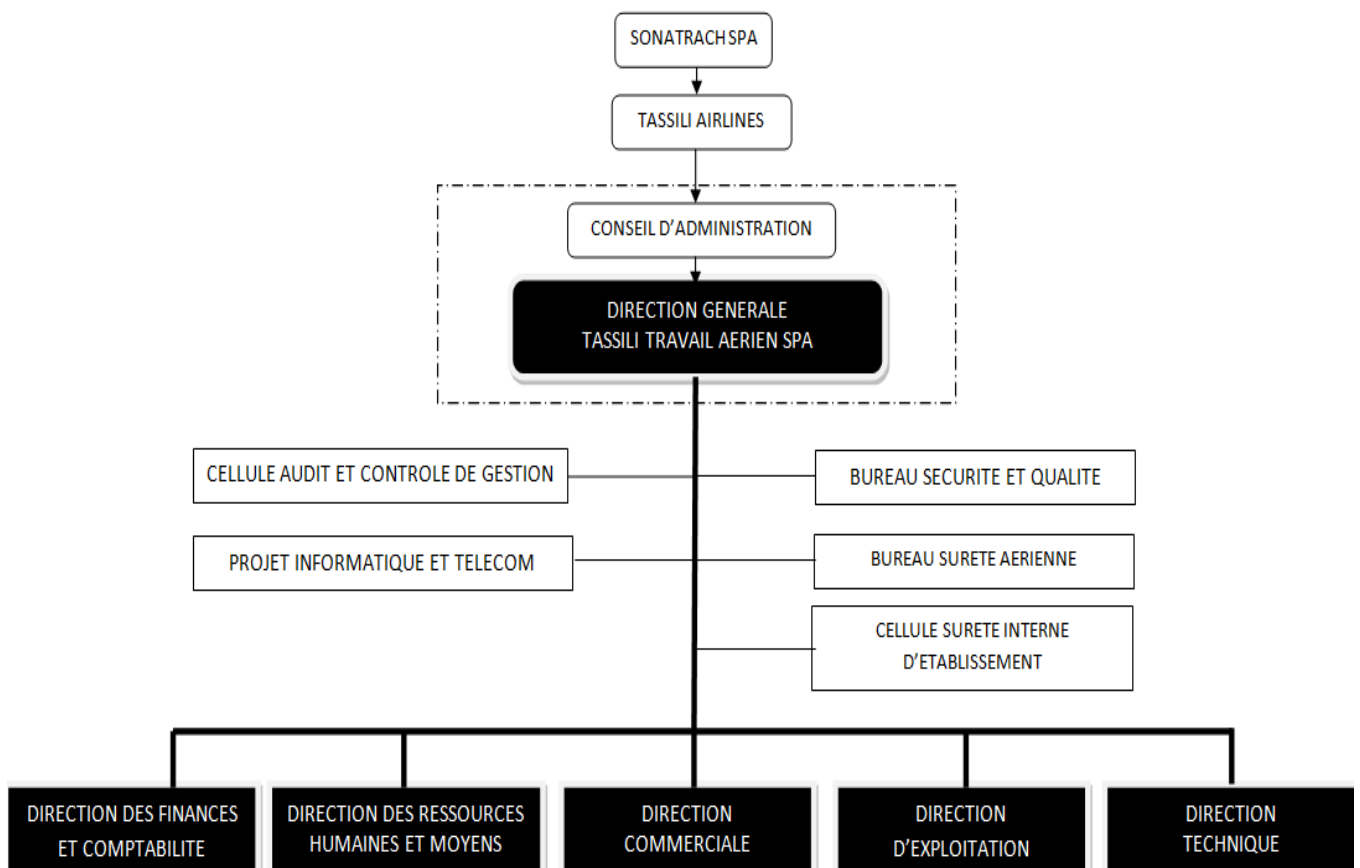 SONATRACH SPA
TASSILI AIRLINES
CONSEIL D'ADMINISTRATION
DIRECTION GENERALE
TASSILI TRAVAIL AERIEN SPA
CELLULE AUDIT ET CONTROLE DE GESTION
BUREAU SECURITE ET QUALITE
PROJET INFORMATIQUE ET TELECOM
BUREAU SURETE AERIENNE
CELLULE SURETE INTERNE
D'ETABLISSEMENT
DIRECTION DES FINANCES
ET COMPTABILITE
DIRECTION DES RESSOURCES
HUMAINES ET MOYENS
DIRECTION
COMMERCIALE
DIRECTION
D'EXPLOITATION
DIRECTION
TECHNIQUE